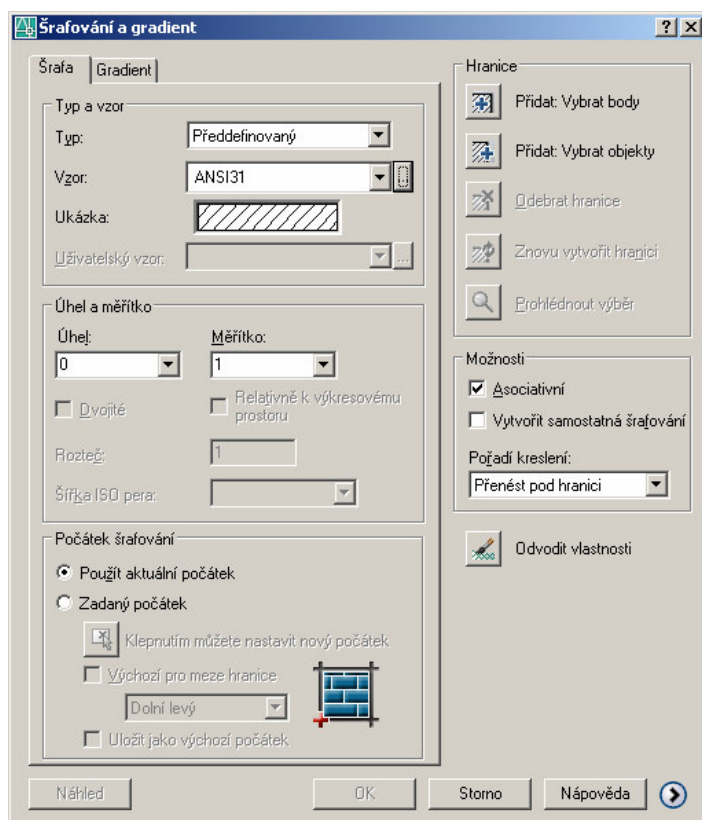 Šrafování a gradient
Šrafa
Gradient
Typ a vzor
Typ:
Předdefinovaný
Vzor:
ANSI31
...
Ukázka:
Uživatelský vzor:
...
Úhel a měřítko
Úhel:
Měřítko:
0
1
Dvojité
Relativně k výkresovému
prostoru
Rozteč:
1
Šířka ISO pera:
Počátek šrafování
Použít aktuální počátek
Zadaný počátek
Klepnutím můžete nastavit nový počátek
Výchozí pro meze hranice
Dolní levý
Uložit jako výchozí počátek
Hranice
Přidat: Vybrat body
Přidat: Vybrat objekty
Odebrat hranice
Znovu vytvořit hranici
Prohlédnout výběr
Možnosti
Asociativní
Vytvořit samostatná šrafování
Pořadí kreslení:
Přenést pod hranici
Odvodit vlastnosti
Náhled
OK
Storno
Nápověda